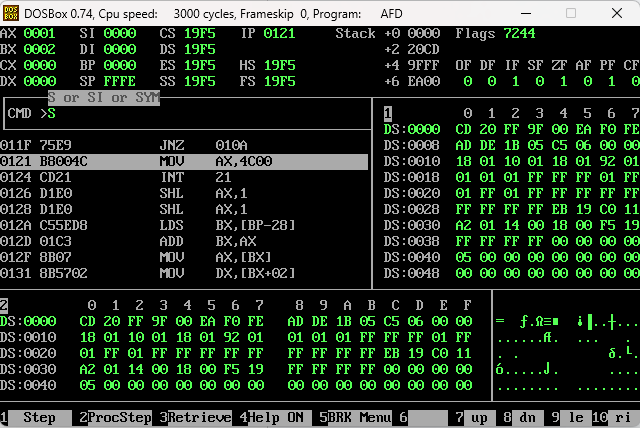 DOSBox 0.74, Cpu speed: 3000 cycles, Frameskip 0, Program: AFD
AX 0001 SI 0000 CS 19F5 IP 0121 Stack +0 0000 Flags 7244
BX 0002 DI 0000 DS 19F5 +2 20CD
CX 0000 BP 0000 ES 19F5 HS 19F5 +4 9FFF OF DF IF SF ZF AF PF CF
DX 0000 SP FFFE SS 19F5 FS 19F5 +6 EA00 0 0 1 0 1 0 1 0
S or SI or SYM
CMD >S
011F 75E9 JNZ 010A
0121 B8004C MOV AX,4C00
0124 CD21 INT 21
0126 D1E0 SHL AX,1
0128 D1E0 SHL AX,1
012A C55ED8 LDS BX,[BP-28]
012D 01C3 ADD BX,AX
012F 8B07 MOV AX,[BX]
0131 8B5702 MOV DX,[BX+02]
1 0 1 2 3 4 5 6 7
DS:0000 CD 20 FF 9F 00 EA F0 FE
DS:0008 AD DE 1B 05 C5 06 00 00
DS:0010 18 01 10 01 18 01 92 01
DS:0018 01 01 01 FF FF FF 01 FF
DS:0020 01 FF 01 FF FF FF FF FF
DS:0028 FF FF FF FF EB 19 C0 11
DS:0030 A2 01 14 00 18 00 F5 19
DS:0038 FF FF FF FF 00 00 00 00
DS:0040 05 00 00 00 00 00 00 00
DS:0048 00 00 00 00 00 00 00 00
2 0 1 2 3 4 5 6 7 8 9 A B C D E F
DS:0000 CD 20 FF 9F 00 EA F0 FE AD DE 1B 05 C5 06 00 00
DS:0010 18 01 10 01 18 01 92 01 01 01 01 FF FF FF 01 FF
DS:0020 01 FF 01 FF FF FF FF FF FF FF FF FF EB 19 C0 11
DS:0030 A2 01 14 00 18 00 F5 19 FF FF FF FF 00 00 00 00
DS:0040 05 00 00 00 00 00 00 00 00 00 00 00 00 00 00 00
= ƒ.Ω≡■ ¡▐..┼..
......Æ. ... .
. . δ.└.
ó.....⌡. ....
........ ........
1 Step 2 ProcStep 3 Retrieve 4 Help ON 5 BRK Menu 6 7 up 8 dn 9 le 10 ri